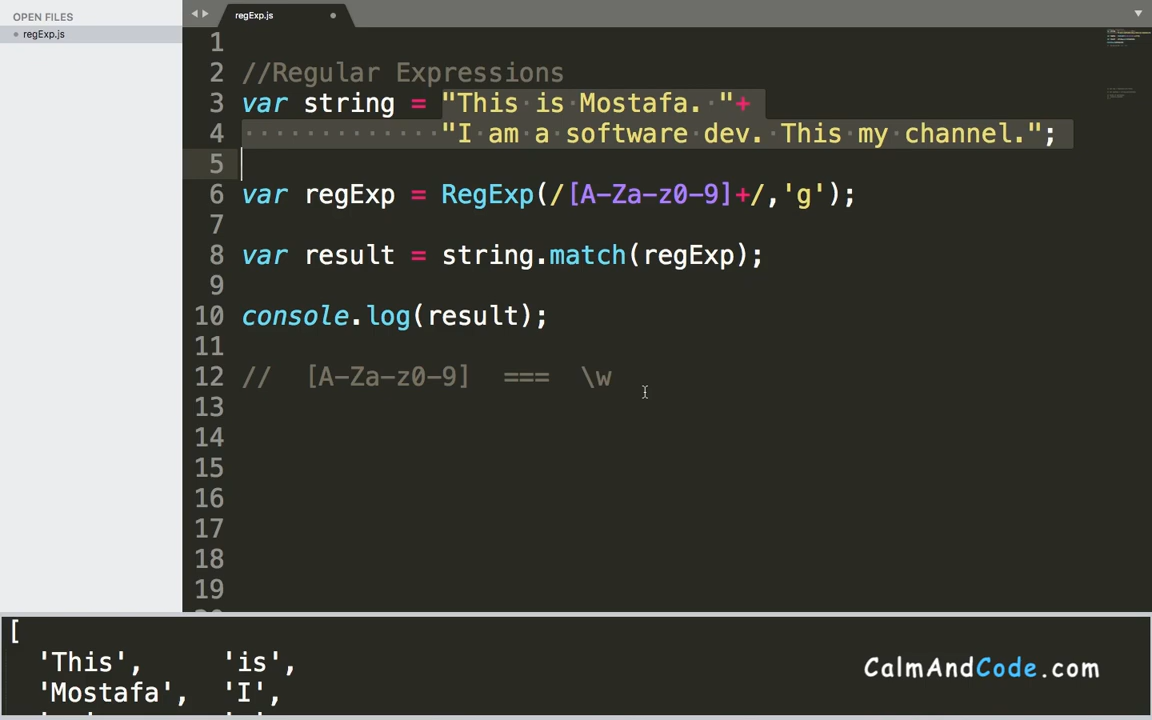 OPEN FILES
regExp.js
regExp.js
1
2 //Regular Expressions
3 var string = "This is Mostafa. "+
4 "I am a software dev. This my channel.";
5
6 var regExp = RegExp(/[A-Za-z0-9]+/,'g');
7
8 var result = string.match(regExp);
9
10 console.log(result);
11
12 // [A-Za-z0-9] === \w
13
14
15
16
17
18
19
[
'This', 'is',
'Mostafa', 'I',
CalmAndCode.com